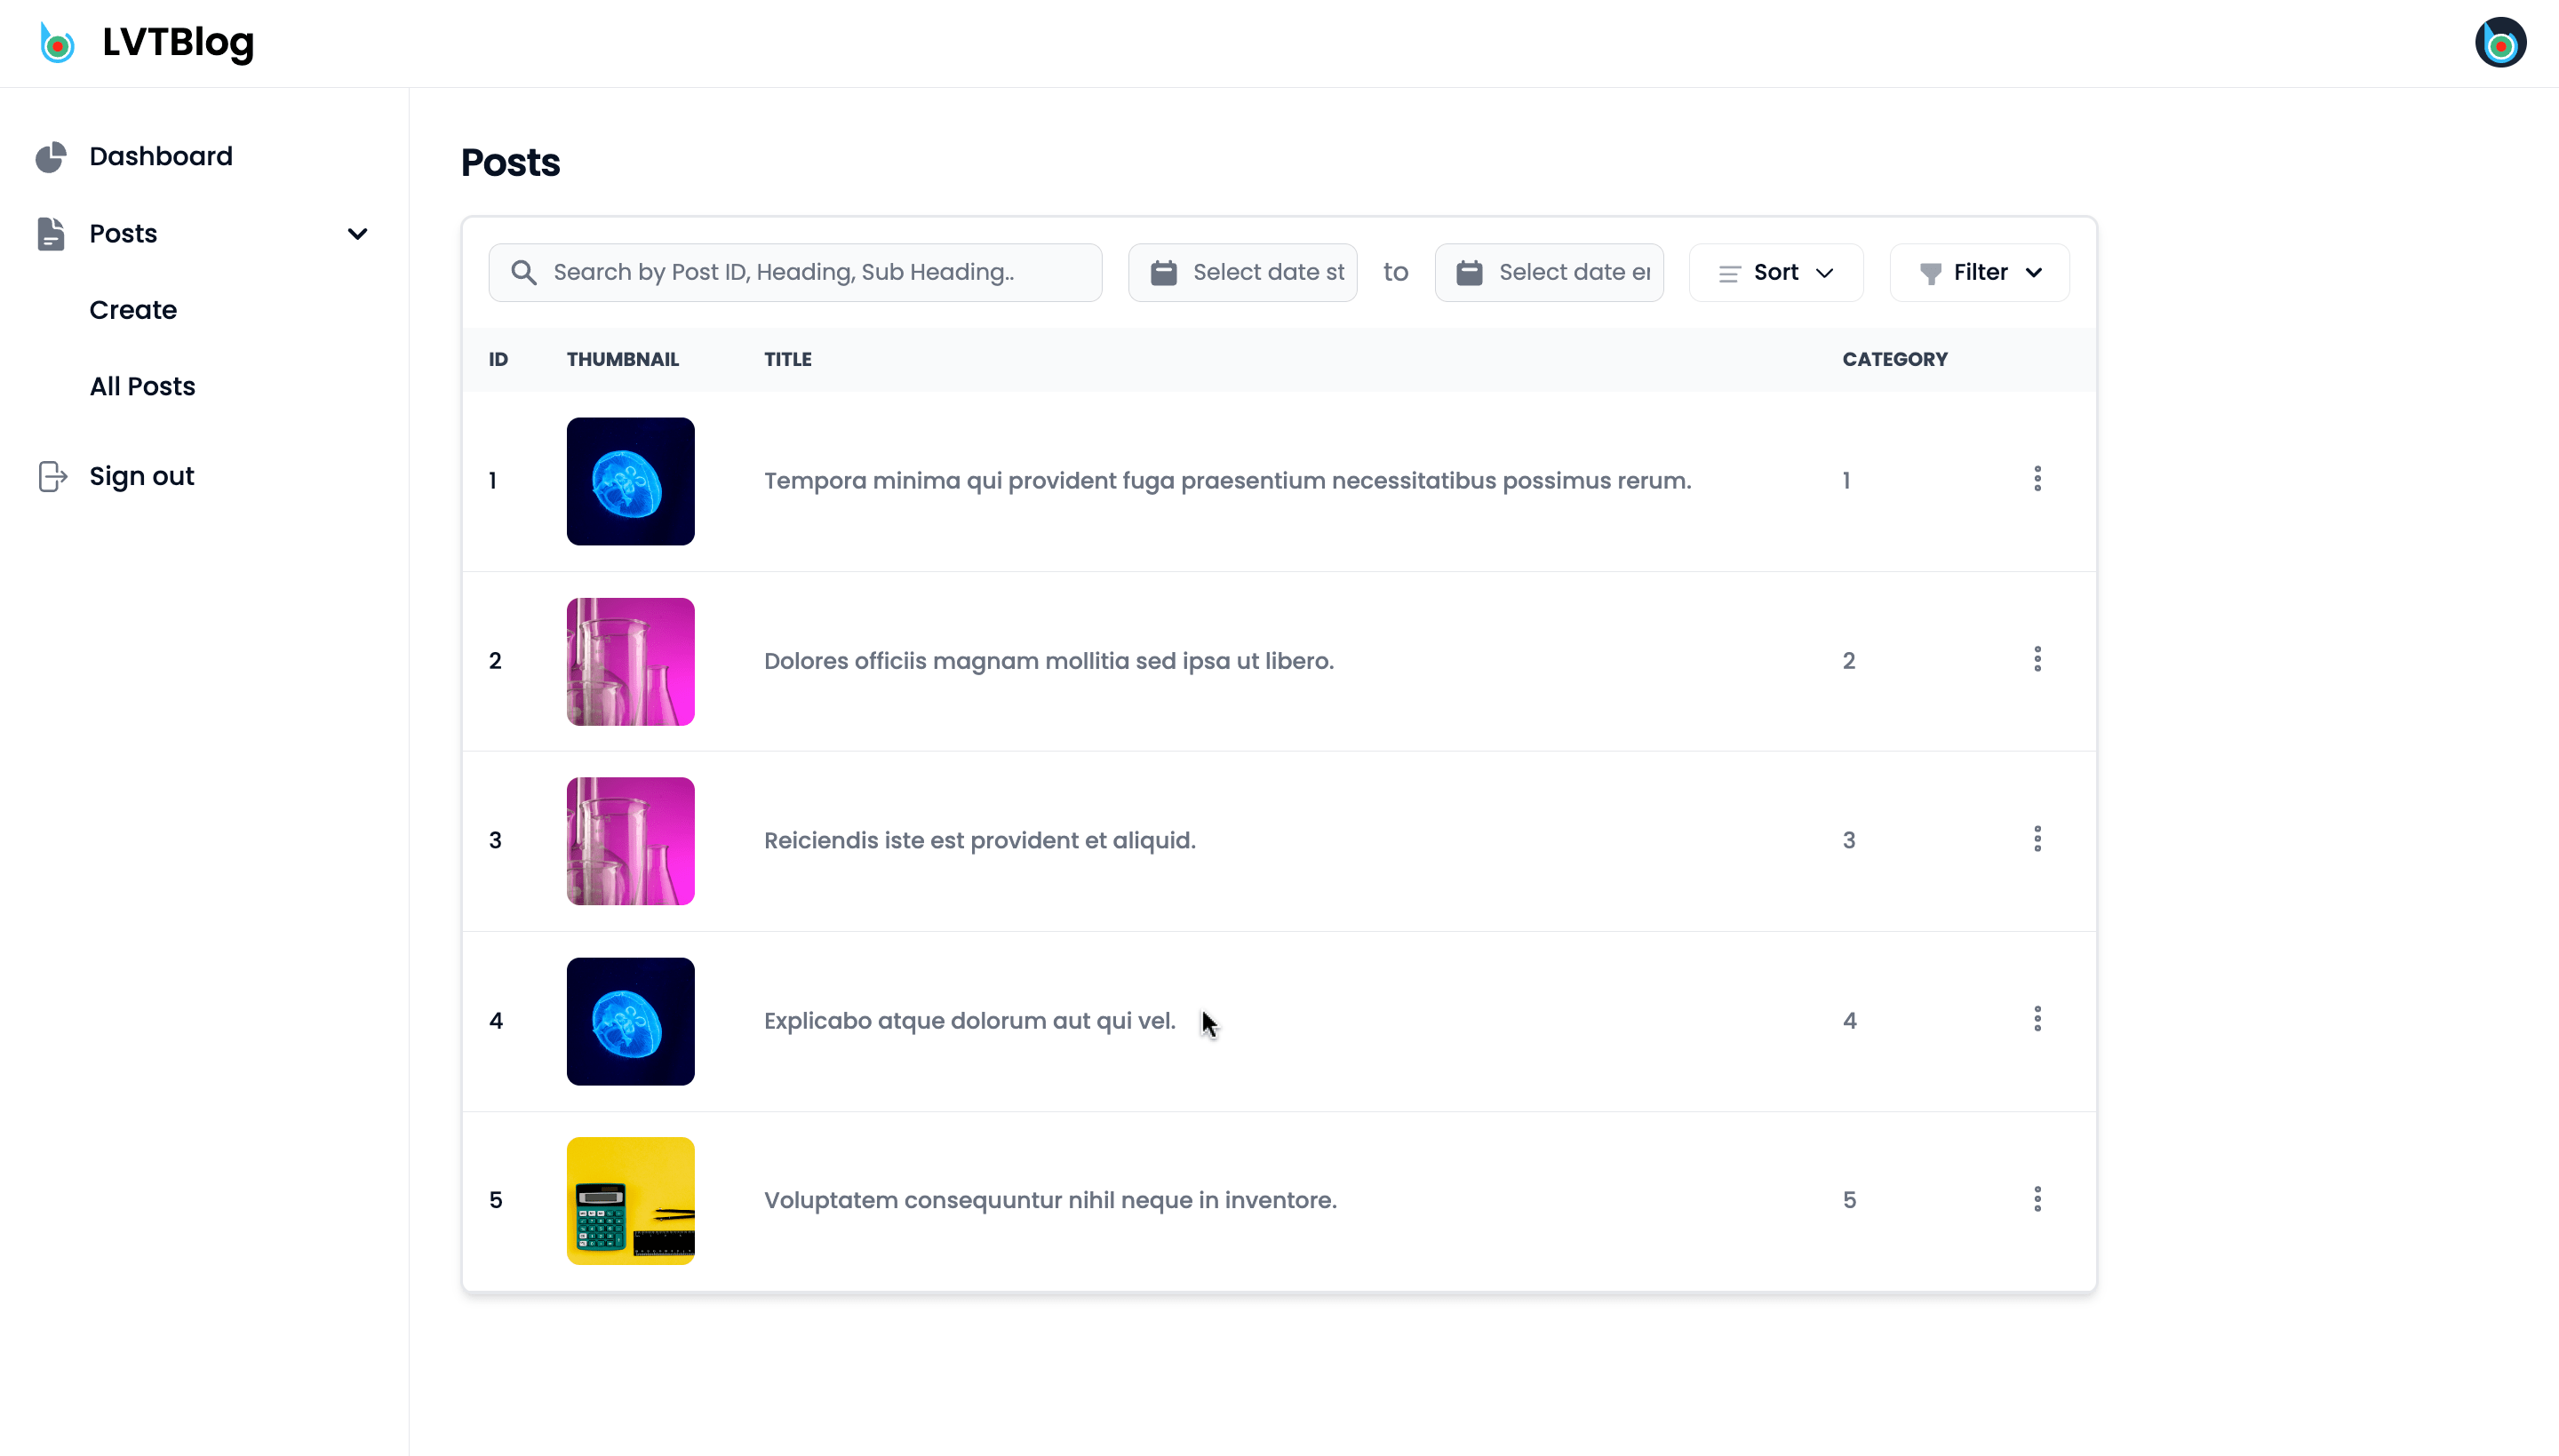 LVTBlog
Dashboard
Posts
Create
All Posts
Sign out
Posts
Search by Post ID, Heading, Sub Heading..
Select date st
to
Select date er
Sort
Filter
ID THUMBNAIL TITLE CATEGORY
1 Tempora minima qui provident fuga praesentium necessitatibus possimus rerum. 1
2 Dolores officiis magnam mollitia sed ipsa ut libero. 2
3 Reiciendis iste est provident et aliquid. 3
4 Explicabo atque dolorum aut qui vel. 4
5 Voluptatem consequuntur nihil neque in inventore. 5